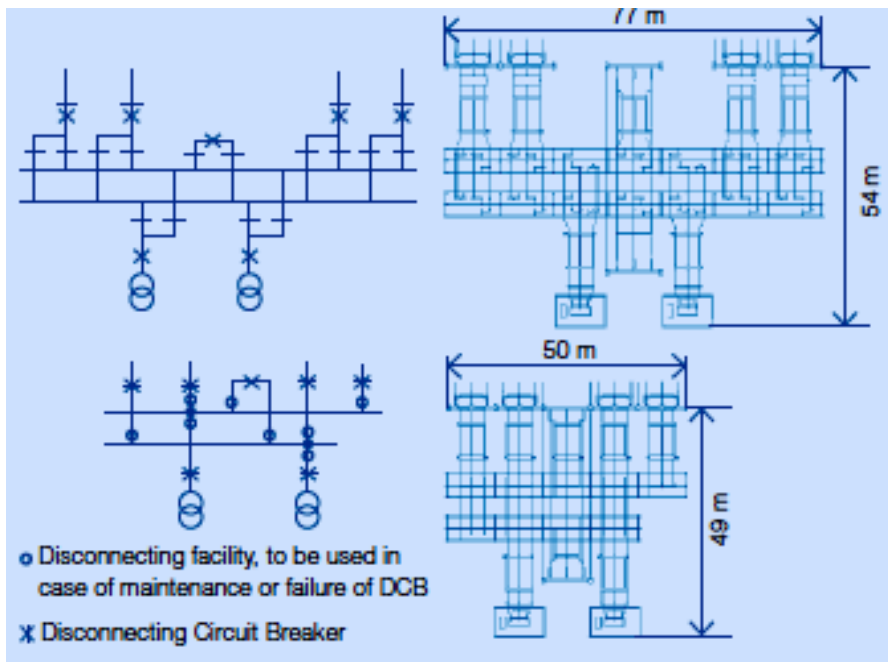 77 m
54 m
50 m
49 m
Disconnecting facility, to be used in
case of maintenance or failure of DCB
Disconnecting Circuit Breaker